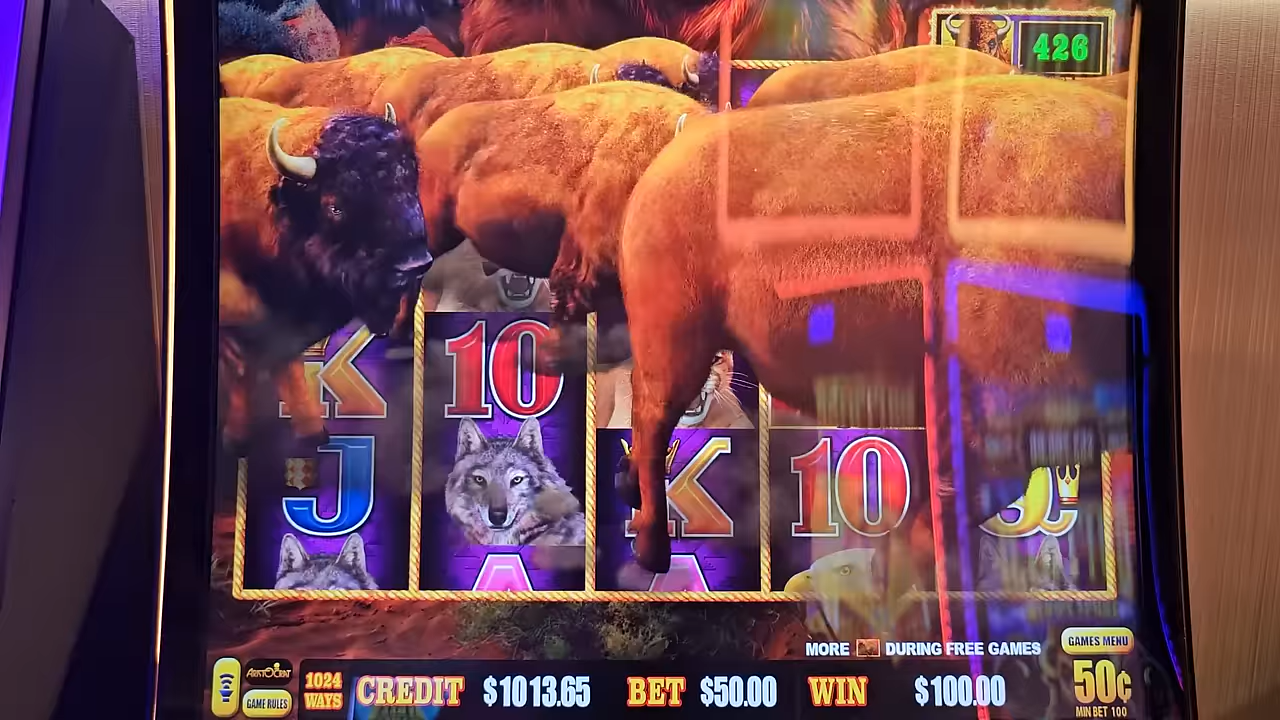 426
K
10
J
K
10
Q
A
A
MORE DURING FREE GAMES
GAMES MENU
ARISTOCRAT
GAME RULES
1024 WAYS
CREDIT $1013.65 BET $50.00 WIN $100.00
50¢
MIN BET 100